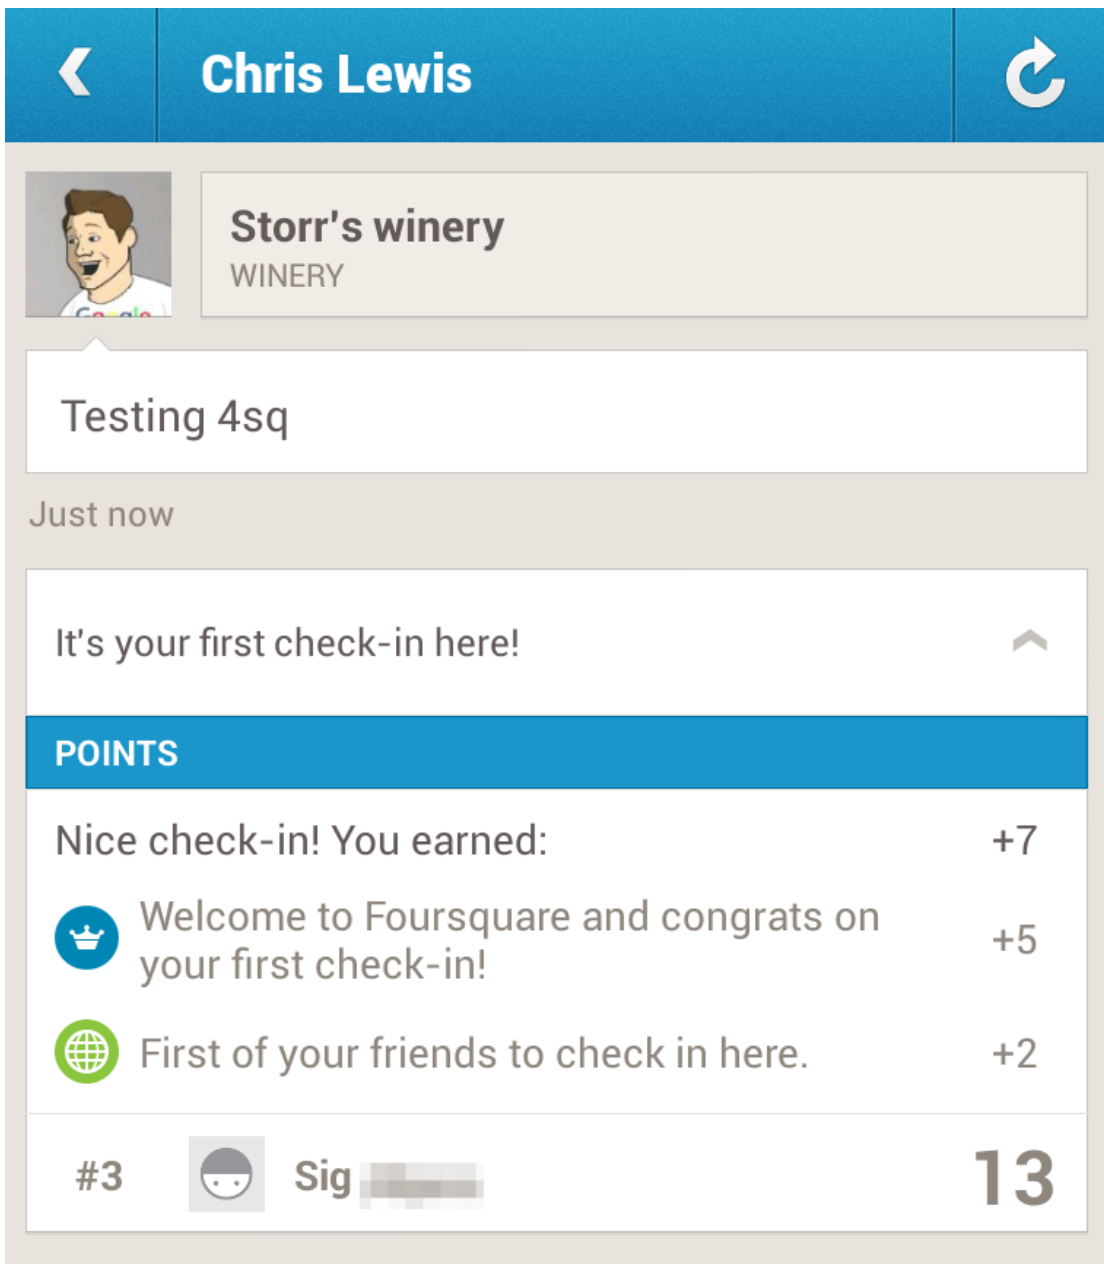 Chris Lewis
Storr's winery
WINERY
Google
Testing 4sq
Just now
It's your first check-in here!
POINTS
Nice check-in! You earned: +7
Welcome to Foursquare and congrats on
your first check-in! +5
First of your friends to check in here. +2
#3 Sig 13